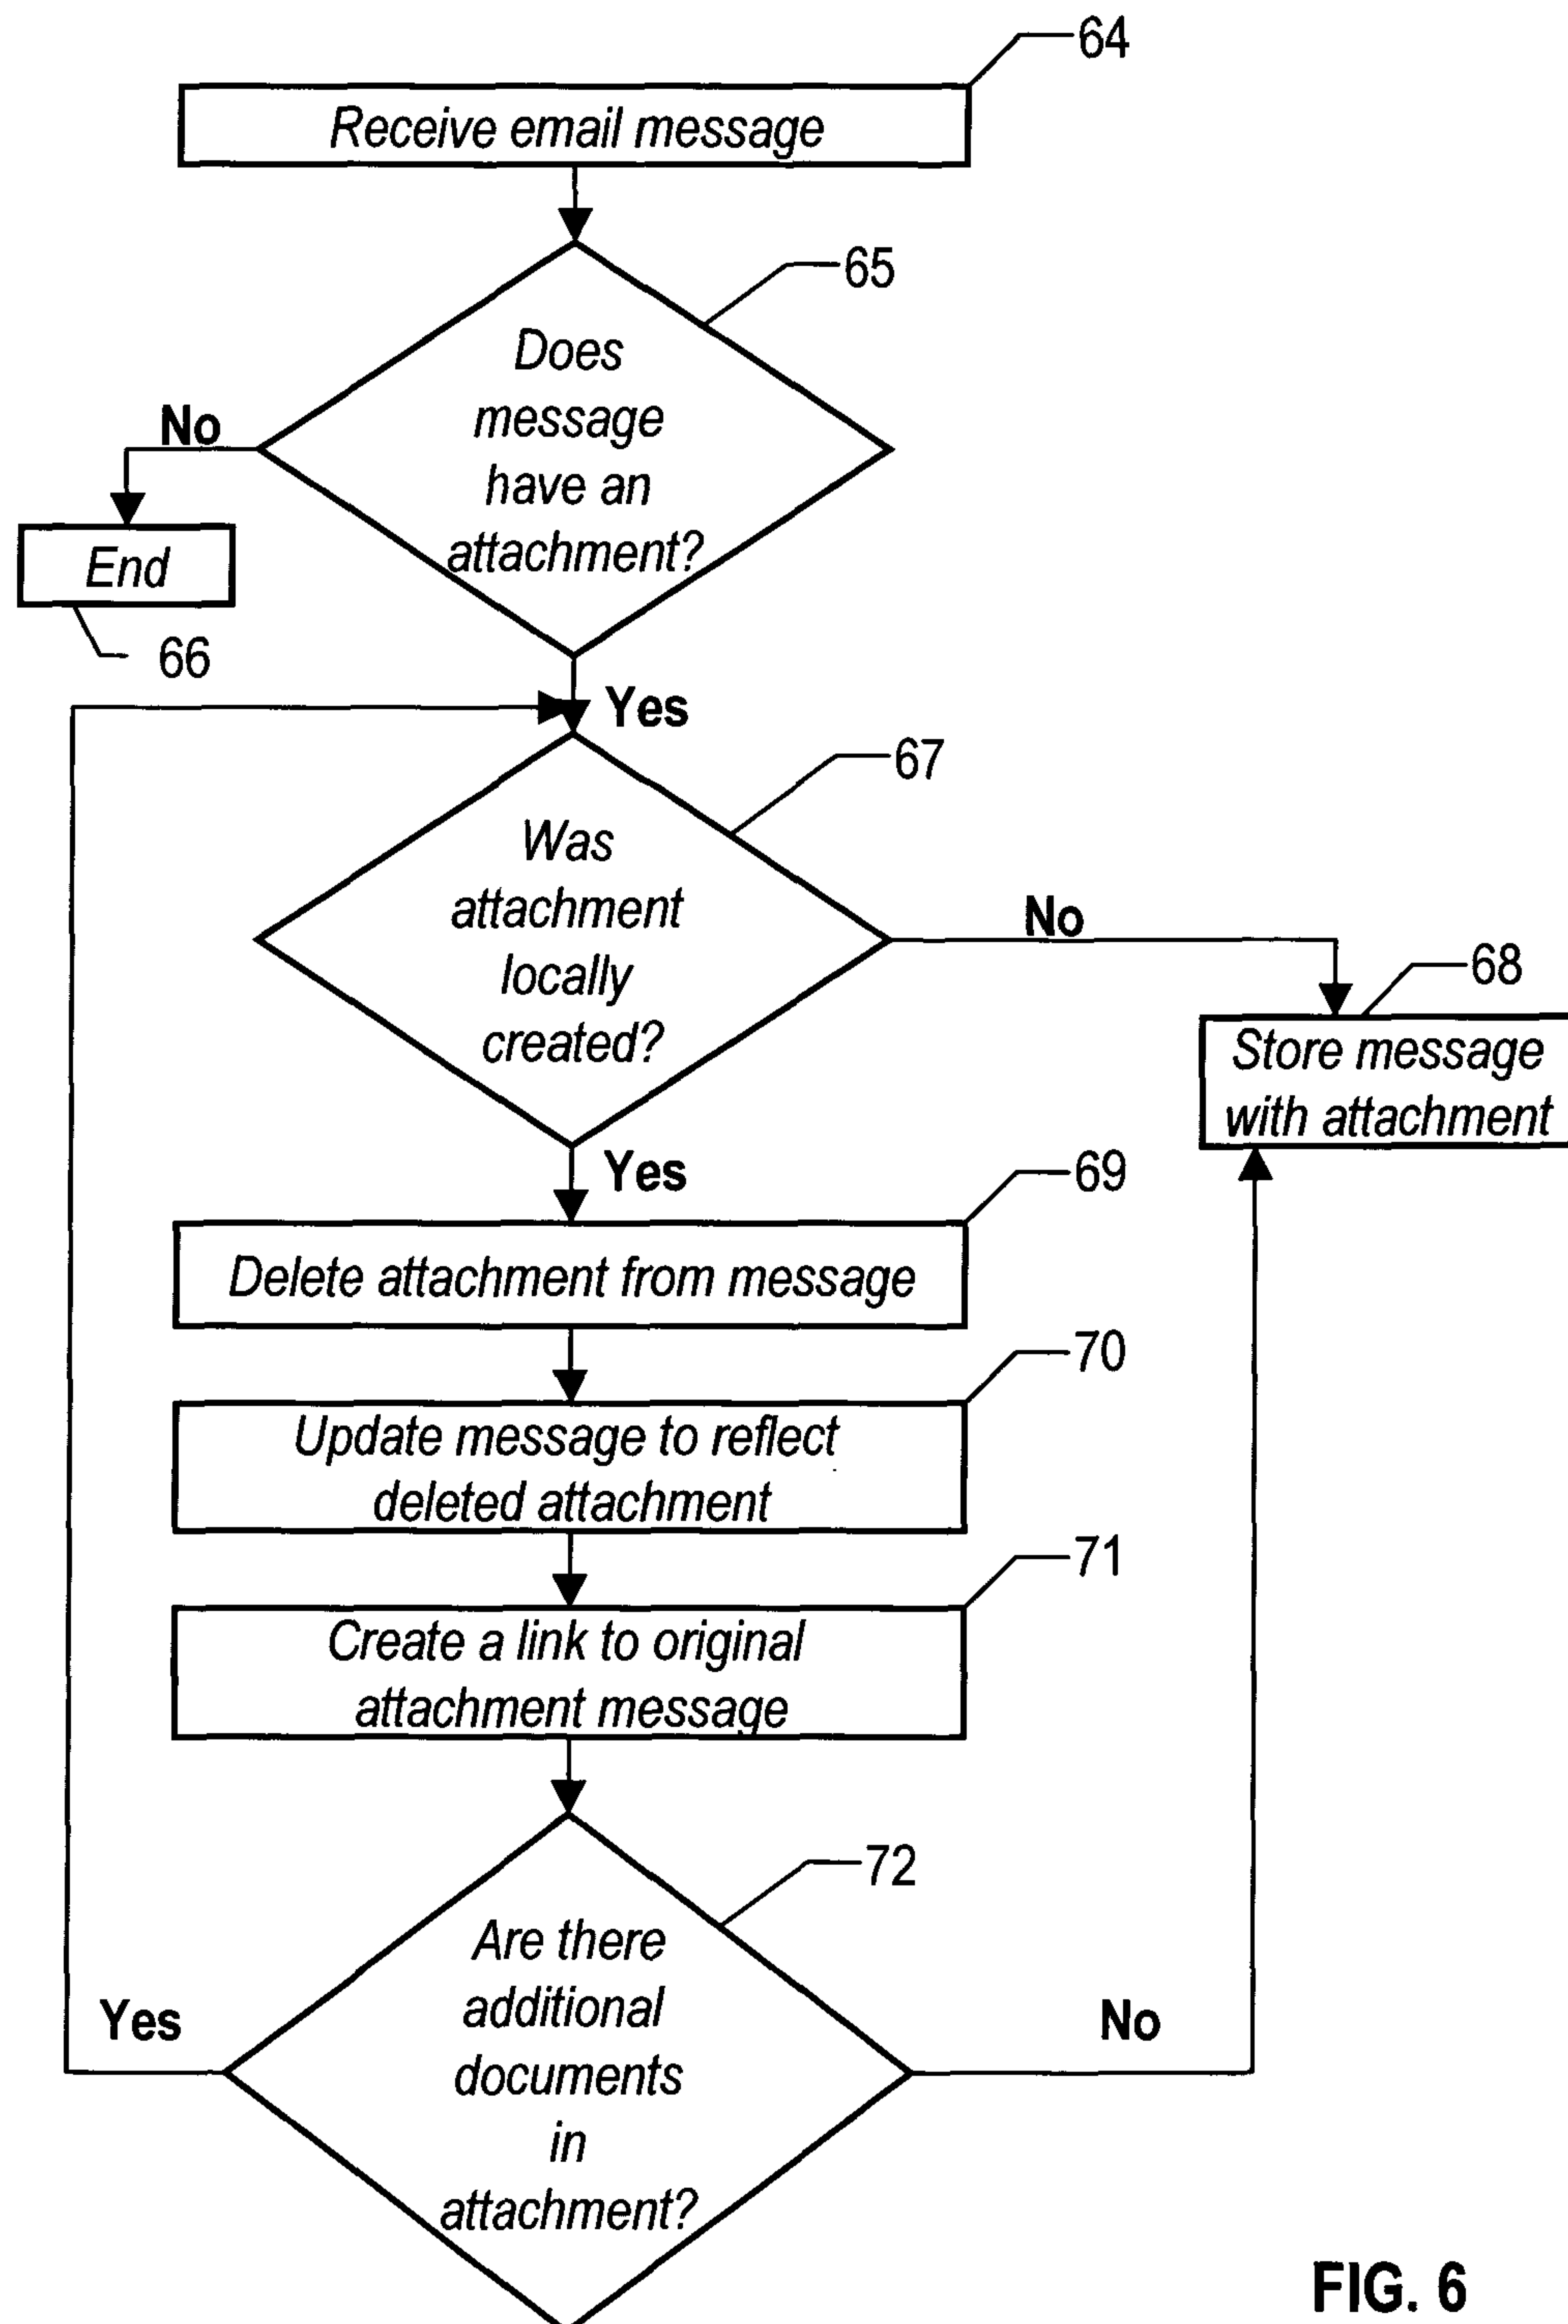 64
Receive email message
65
Does
message
have an
attachment?
No
End
66
Yes
67
Was
attachment
locally
created?
No
68
Store message
with attachment
Yes
69
Delete attachment from message
70
Update message to reflect
deleted attachment
71
Create a link to original
attachment message
72
Are there
additional
documents
in
attachment?
Yes
No
FIG. 6